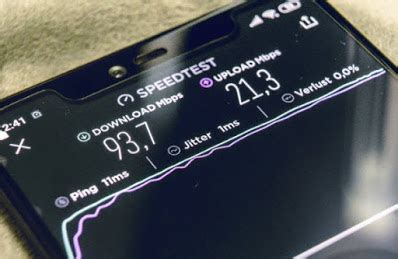 2:41
SPEEDTEST
DOWNLOAD Mbps
UPLOAD Mbps
93,7
21,3
Ping 11ms
Jitter 1ms
Verlust 0,0%